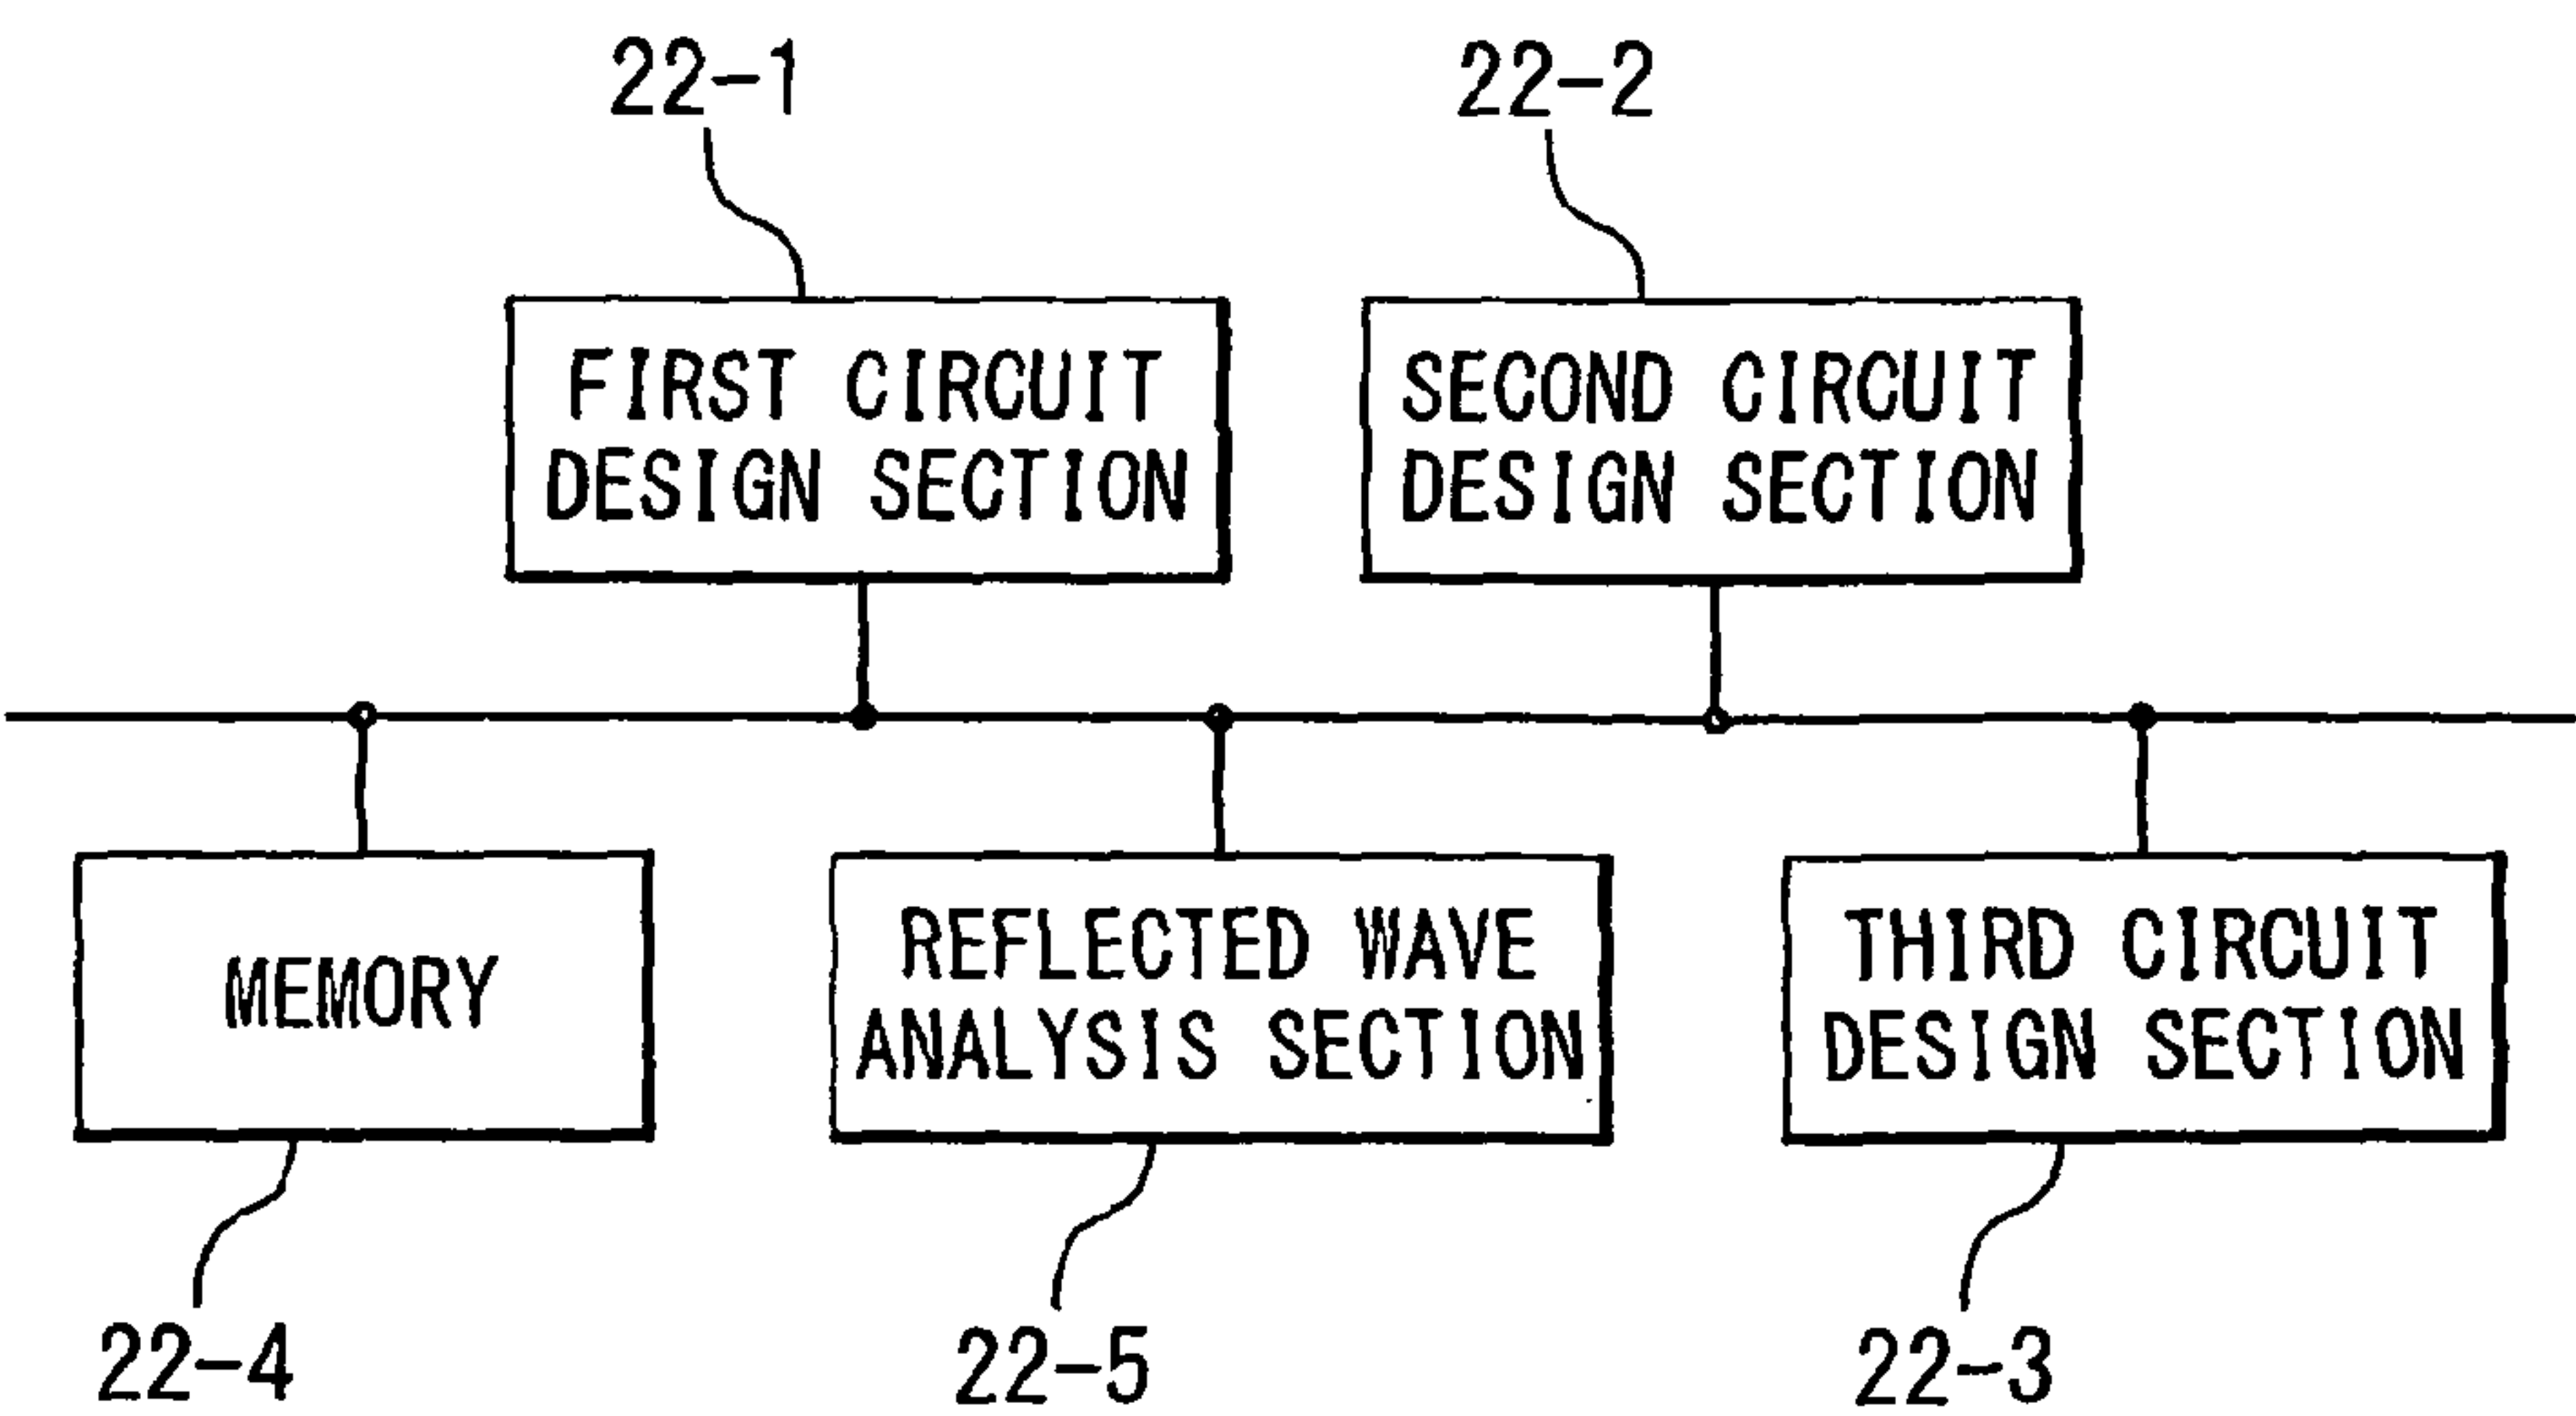 22-1
22-2
FIRST CIRCUIT
DESIGN SECTION
SECOND CIRCUIT
DESIGN SECTION
MEMORY
REFLECTED WAVE
ANALYSIS SECTION
THIRD CIRCUIT
DESIGN SECTION
22-4
22-5
22-3